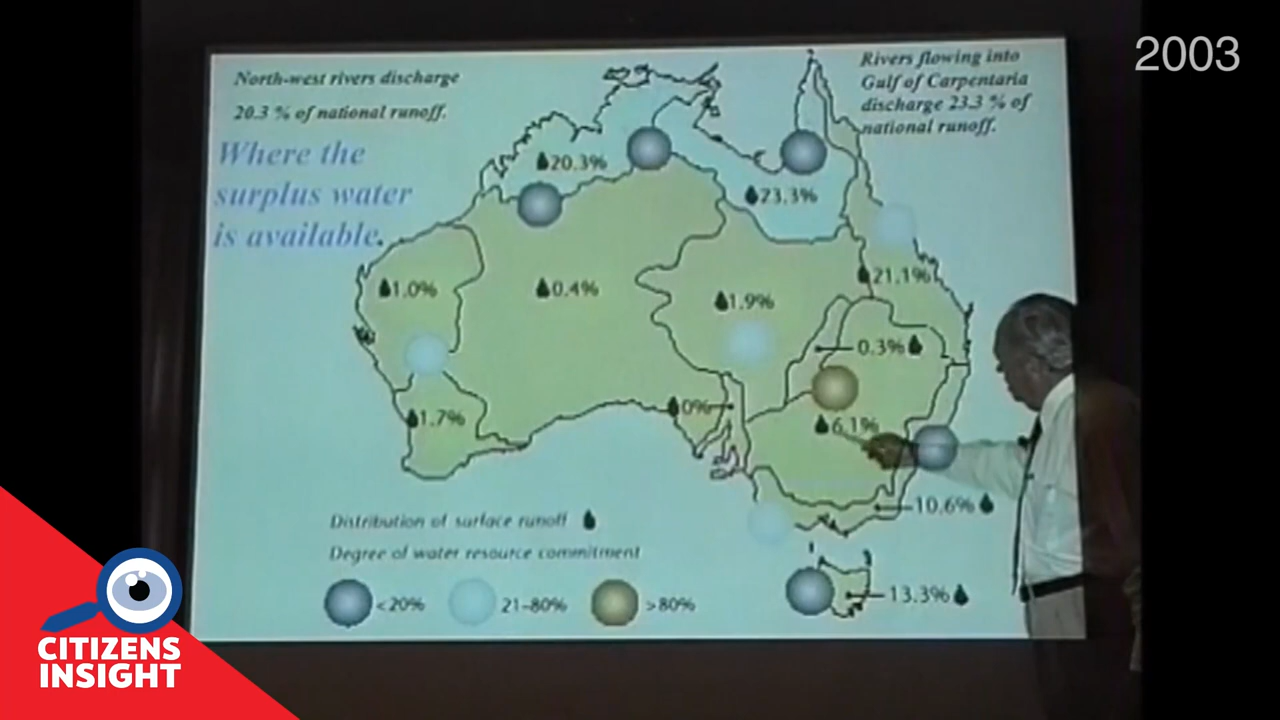 2003
North-west rivers discharge
20.3 % of national runoff.
Where the
surplus water
is available.
Rivers flowing into
Gulf of Carpentaria
discharge 23.3 % of
national runoff.
20.3%
23.3%
21.1%
1.0%
0.4%
1.9%
0.3%
0%
1.7%
6.1%
10.6%
13.3%
Distribution of surface runoff
Degree of water resource commitment
<20%
21–80%
>80%
CITIZENS
INSIGHT